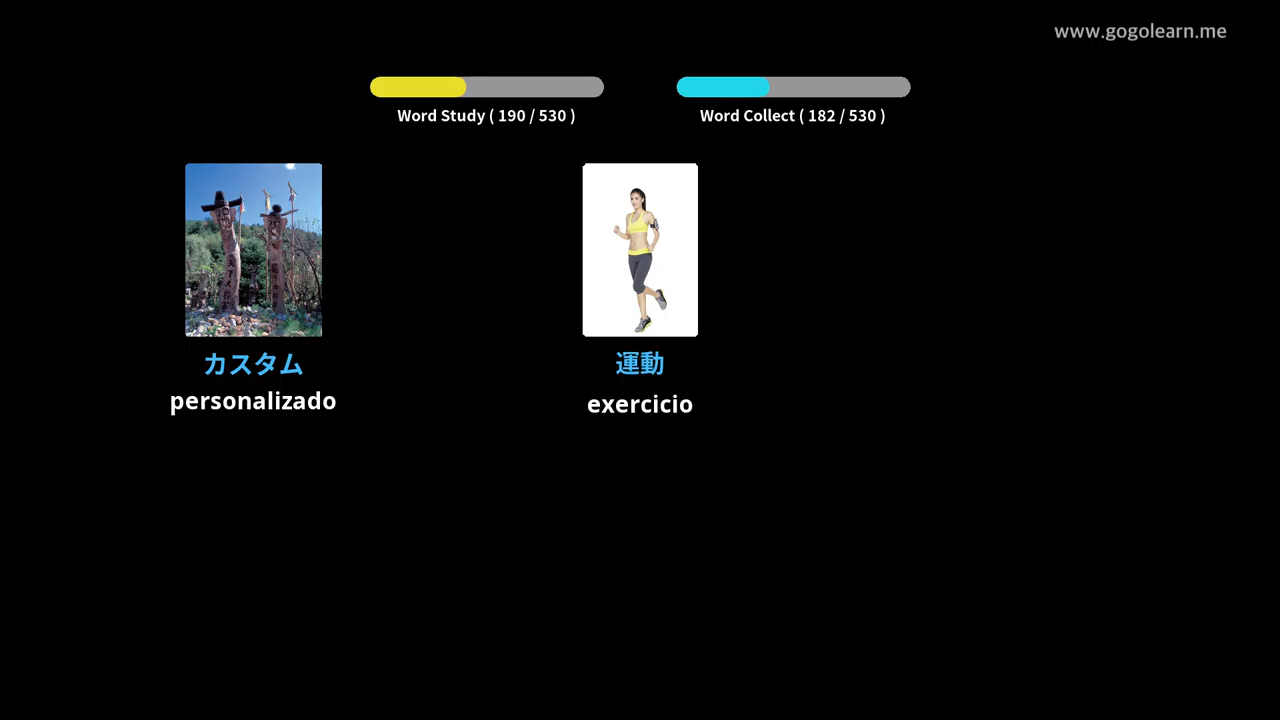 www.gogolearn.me
Word Study ( 190 / 530 )
Word Collect ( 182 / 530 )
カスタム
運動
personalizado
exercicio